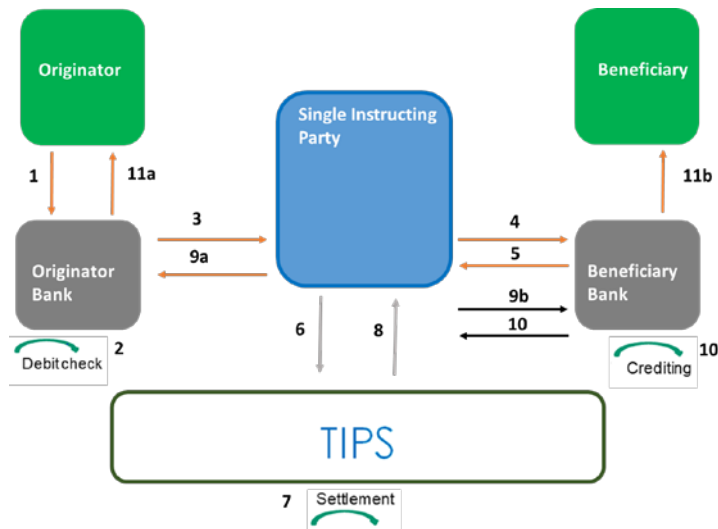 Originator
Beneficiary
Single Instructing
Party
1
11a
11b
3
4
9a
5
Originator
Bank
Beneficiary
Bank
9b
10
6
8
2
Debitcheck
10
Crediting
TIPS
7
Settlement